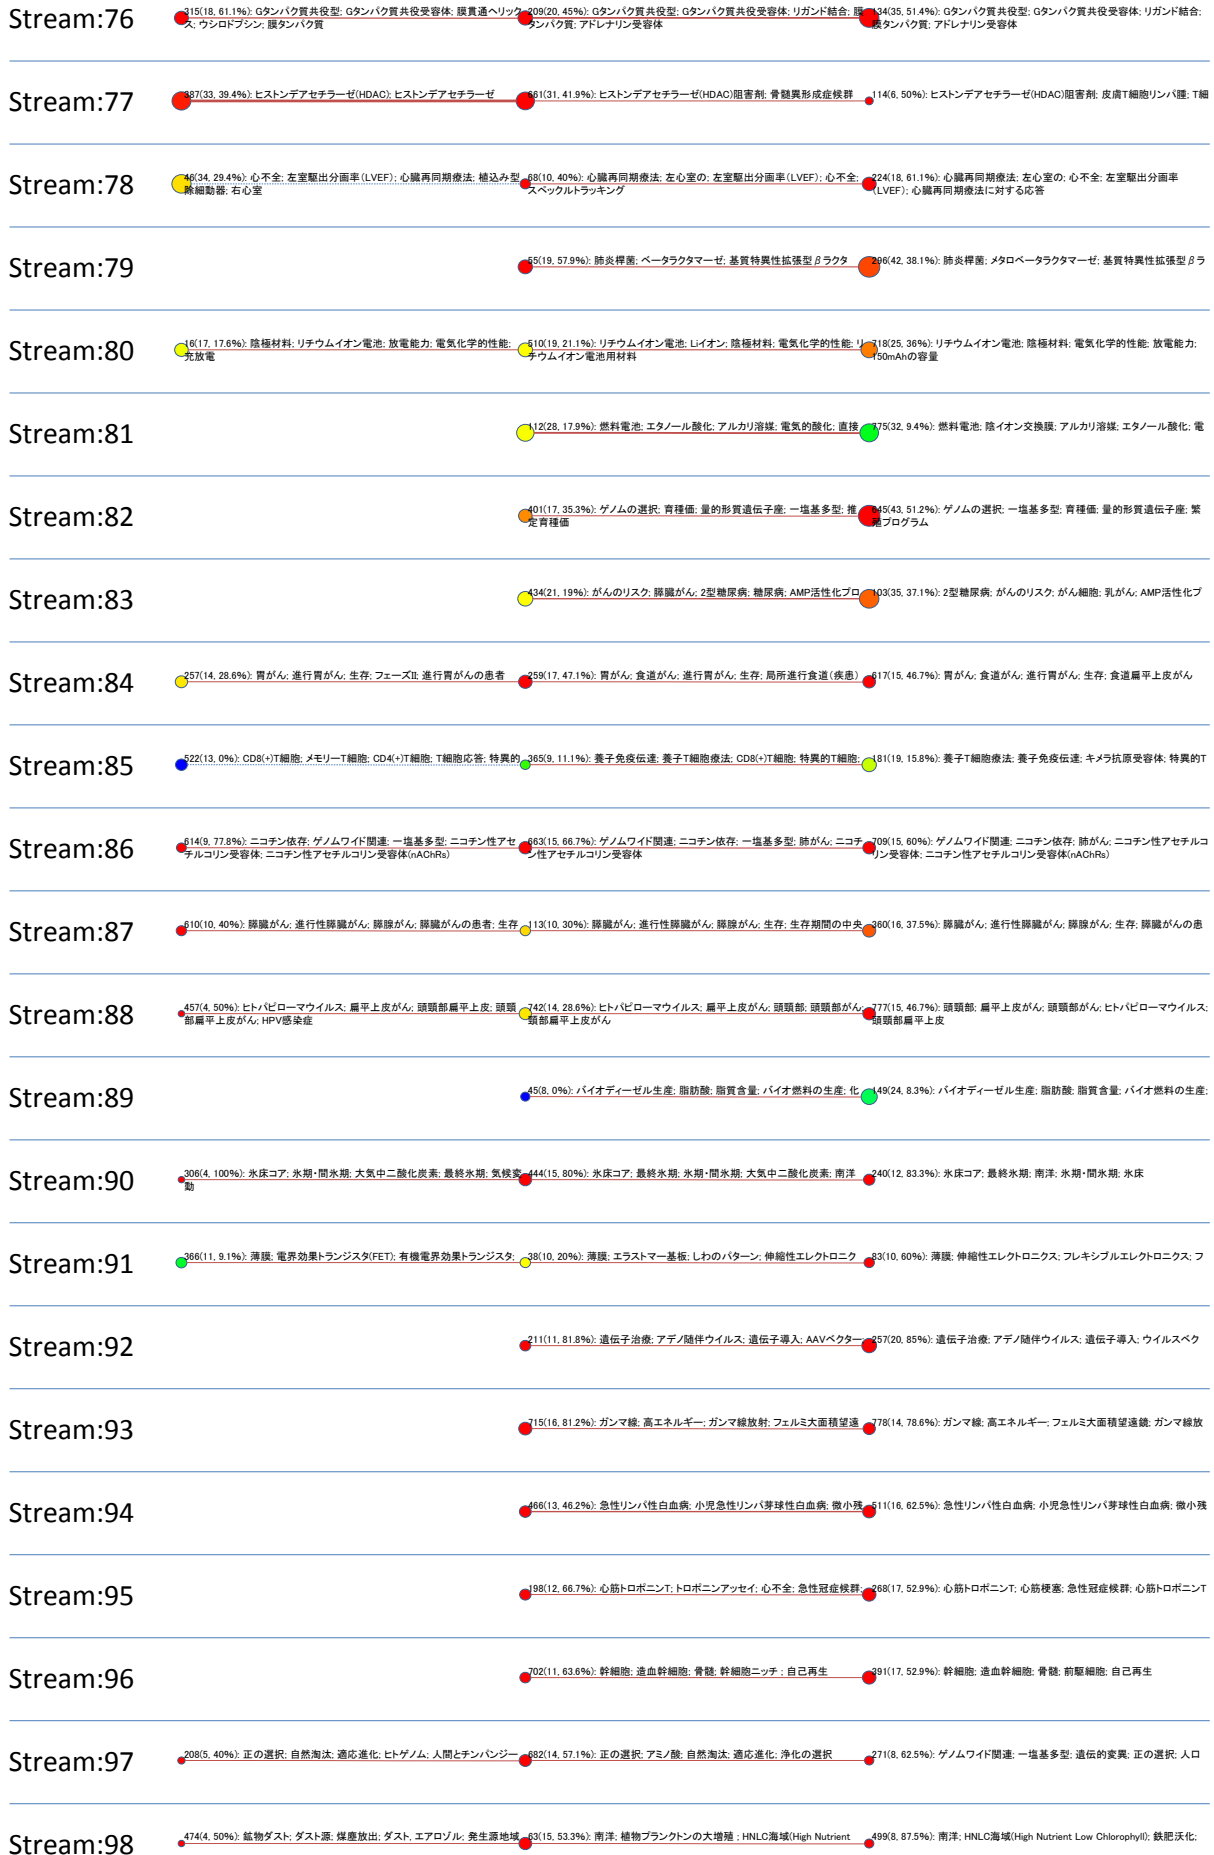 Stream:76
315(18, 61.1%): Gタンパク質共役型; Gタンパク質共役受容体; 膜貫通ヘリックス; ウシロドプシン; 膜タンパク質
209(20, 45%): Gタンパク質共役型; Gタンパク質共役受容体; リガンド結合; 膜タンパク質; アドレナリン受容体
134(35, 51.4%): Gタンパク質共役型; Gタンパク質共役受容体; リガンド結合; 膜タンパク質; アドレナリン受容体
Stream:77
387(33, 39.4%): ヒストンデアセチラーゼ(HDAC); ヒストンデアセチラーゼ
661(31, 41.9%): ヒストンデアセチラーゼ(HDAC)阻害剤; 骨髄異形成症候群
114(6, 50%): ヒストンデアセチラーゼ(HDAC)阻害剤; 皮膚T細胞リンパ腫; T細
Stream:78
46(34, 29.4%): 心不全; 左室駆出分画率(LVEF); 心臓再同期療法; 植込み型除細動器; 右心室
68(10, 40%): 心臓再同期療法; 左心室の; 左室駆出分画率(LVEF); 心不全; スペックルトラッキング
224(18, 61.1%): 心臓再同期療法; 左心室の; 心不全; 左室駆出分画率(LVEF); 心臓再同期療法に対する応答
Stream:79
55(19, 57.9%): 肺炎桿菌; ベータラクタマーゼ; 基質特異性拡張型βラクタ
296(42, 38.1%): 肺炎桿菌; メタロベータラクタマーゼ; 基質特異性拡張型βラ
Stream:80
16(17, 17.6%): 陰極材料; リチウムイオン電池; 放電能力; 電気化学的性能; 充放電
510(19, 21.1%): リチウムイオン電池; Liイオン; 陰極材料; 電気化学的性能; リチウムイオン電池用材料
718(25, 36%): リチウムイオン電池; 陰極材料; 電気化学的性能; 放電能力; 150mAhの容量
Stream:81
112(28, 17.9%): 燃料電池; エタノール酸化; アルカリ溶媒; 電気的酸化; 直接
775(32, 9.4%): 燃料電池; 陰イオン交換膜; アルカリ溶媒; エタノール酸化; 電
Stream:82
401(17, 35.3%): ゲノムの選択; 育種価; 量的形質遺伝子座; 一塩基多型; 推定育種価
645(43, 51.2%): ゲノムの選択; 一塩基多型; 育種価; 量的形質遺伝子座; 繁殖プログラム
Stream:83
434(21, 19%): がんのリスク; 膵臓がん; 2型糖尿病; 糖尿病; AMP活性化プロ
103(35, 37.1%): 2型糖尿病; がんのリスク; がん細胞; 乳がん; AMP活性化プ
Stream:84
257(14, 28.6%): 胃がん; 進行胃がん; 生存; フェーズII; 進行胃がんの患者
259(17, 47.1%): 胃がん; 食道がん; 進行胃がん; 生存; 局所進行食道(疾患)
617(15, 46.7%): 胃がん; 食道がん; 進行胃がん; 生存; 食道扁平上皮がん
Stream:85
522(13, 0%): CD8(+)T細胞; メモリーT細胞; CD4(+)T細胞; T細胞応答; 特異的
365(9, 11.1%): 養子免疫伝達; 養子T細胞療法; CD8(+)T細胞; 特異的T細胞;
181(19, 15.8%): 養子T細胞療法; 養子免疫伝達; キメラ抗原受容体; 特異的T
Stream:86
614(9, 77.8%): ニコチン依存; ゲノムワイド関連; 一塩基多型; ニコチン性アセチルコリン受容体; ニコチン性アセチルコリン受容体(nAChRs)
663(15, 66.7%): ゲノムワイド関連; ニコチン依存; 一塩基多型; 肺がん; ニコチン性アセチルコリン受容体
709(15, 60%): ゲノムワイド関連; ニコチン依存; 肺がん; ニコチン性アセチルコリン受容体; ニコチン性アセチルコリン受容体(nAChRs)
Stream:87
610(10, 40%): 膵臓がん; 進行性膵臓がん; 膵腺がん; 膵臓がんの患者; 生存
113(10, 30%): 膵臓がん; 進行性膵臓がん; 膵腺がん; 生存; 生存期間の中央
360(16, 37.5%): 膵臓がん; 進行性膵臓がん; 膵腺がん; 生存; 膵臓がんの患
Stream:88
457(4, 50%): ヒトパピローマウイルス; 扁平上皮がん; 頭頸部扁平上皮; 頭頸部扁平上皮がん; HPV感染症
742(14, 28.6%): ヒトパピローマウイルス; 扁平上皮がん; 頭頸部; 頭頸部がん; 頸部扁平上皮がん
777(15, 46.7%): 頭頸部; 扁平上皮がん; 頭頸部がん; ヒトパピローマウイルス; 頭頸部扁平上皮
Stream:89
45(8, 0%): バイオディーゼル生産; 脂肪酸; 脂質含量; バイオ燃料の生産; 化
149(24, 8.3%): バイオディーゼル生産; 脂肪酸; 脂質含量; バイオ燃料の生産;
Stream:90
306(4, 100%): 氷床コア; 氷期・間氷期; 大気中二酸化炭素; 最終氷期; 気候変動
444(15, 80%): 氷床コア; 最終氷期; 氷期・間氷期; 大気中二酸化炭素; 南洋
240(12, 83.3%): 氷床コア; 最終氷期; 南洋; 氷期・間氷期; 氷床
Stream:91
366(11, 9.1%): 薄膜; 電界効果トランジスタ(FET); 有機電界効果トランジスタ;
38(10, 20%): 薄膜; エラストマー基板; しわのパターン; 伸縮性エレクトロニク
83(10, 60%): 薄膜; 伸縮性エレクトロニクス; フレキシブルエレクトロニクス; フ
Stream:92
211(11, 81.8%): 遺伝子治療; アデノ随伴ウイルス; 遺伝子導入; AAVベクター;
257(20, 85%): 遺伝子治療; アデノ随伴ウイルス; 遺伝子導入; ウイルスベク
Stream:93
715(16, 81.2%): ガンマ線; 高エネルギー; ガンマ線放射; フェルミ大面積望遠
778(14, 78.6%): ガンマ線; 高エネルギー; フェルミ大面積望遠鏡; ガンマ線放
Stream:94
466(13, 46.2%): 急性リンパ性白血病; 小児急性リンパ芽球性白血病; 微小残
511(16, 62.5%): 急性リンパ性白血病; 小児急性リンパ芽球性白血病; 微小残
Stream:95
198(12, 66.7%): 心筋トロポニンT; トロポニンアッセイ; 心不全; 急性冠症候群;
268(17, 52.9%): 心筋トロポニンT; 心筋梗塞; 急性冠症候群; 心筋トロポニンT
Stream:96
702(11, 63.6%): 幹細胞; 造血幹細胞; 骨髄; 幹細胞ニッチ ; 自己再生
391(17, 52.9%): 幹細胞; 造血幹細胞; 骨髄; 前駆細胞; 自己再生
Stream:97
208(5, 40%): 正の選択; 自然淘汰; 適応進化; ヒトゲノム; 人間とチンパンジー
682(14, 57.1%): 正の選択; アミノ酸; 自然淘汰; 適応進化; 浄化の選択
271(8, 62.5%): ゲノムワイド関連; 一塩基多型; 遺伝的変異; 正の選択; 人口
Stream:98
474(4, 50%): 鉱物ダスト; ダスト源; 煤塵放出; ダスト, エアロゾル; 発生源地域
63(15, 53.3%): 南洋; 植物プランクトンの大増殖 ; HNLC海域(High Nutrient
499(8, 87.5%): 南洋; HNLC海域(High Nutrient Low Chlorophyll); 鉄肥沃化;